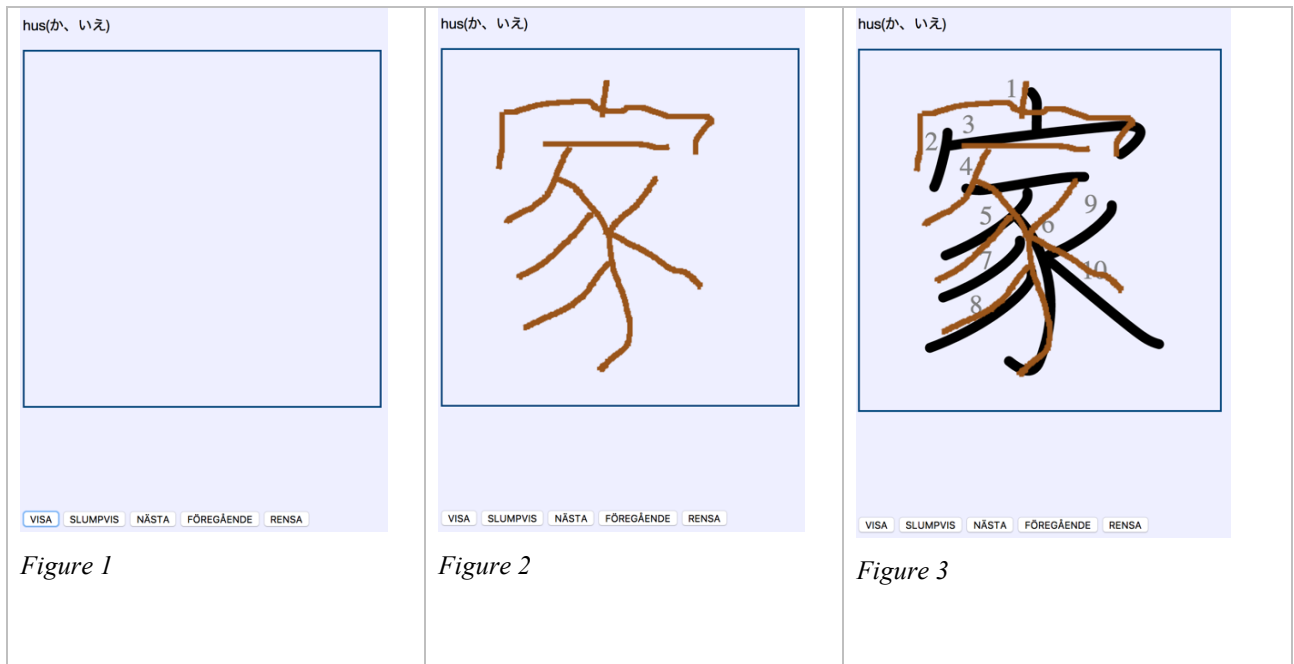 hus(か、いえ)
VISA SLUMPVIS NÄSTA FÖREGÅENDE RENSA
Figure 1
hus(か、いえ)
家
VISA SLUMPVIS NÄSTA FÖREGÅENDE RENSA
Figure 2
hus(か、いえ)
家
1
2
3
4
5
6
7
8
9
10
VISA SLUMPVIS NÄSTA FÖREGÅENDE RENSA
Figure 3